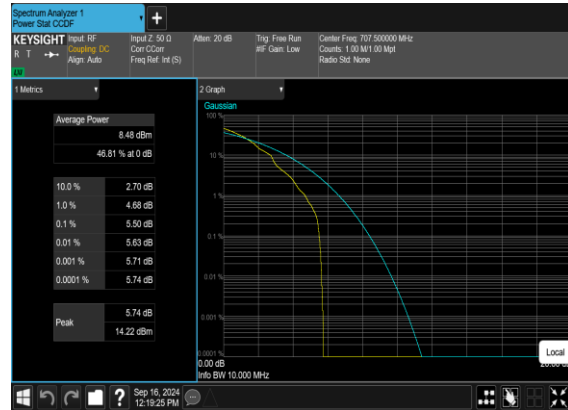 Spectrum Analyzer 1
Power Stat CCDF
+
KEYSIGHT
R T
LXI
Input: RF
Coupling: DC
Align: Auto
Input Z: 50 Ω
Corr CCorr
Freq Ref: Int (S)
Atten: 20 dB
Trig: Free Run
#IF Gain: Low
Center Freq: 707.500000 MHz
Counts: 1.00 M/1.00 Mpt
Radio Std: None
1 Metrics
Average Power
8.48 dBm
46.81 % at 0 dB
10.0 % 2.70 dB
1.0 % 4.68 dB
0.1 % 5.50 dB
0.01 % 5.63 dB
0.001 % 5.71 dB
0.0001 % 5.74 dB
Peak
5.74 dB
14.22 dBm
2 Graph
Gaussian
100 %
10 %
1 %
0.1 %
0.01 %
0.001 %
0.0001 %
0.00 dB
Info BW 10.000 MHz
Local
?
Sep 16, 2024
12:19:25 PM